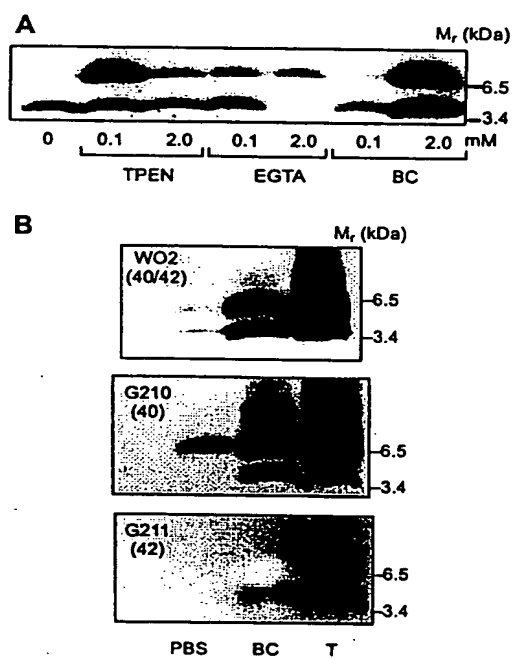 A
Mr (kDa)
6.5
3.4
0 0.1 2.0 0.1 2.0 0.1 2.0 mM
TPEN EGTA BC
B
Mr (kDa)
WO2
(40/42)
6.5
3.4
G210
(40)
6.5
3.4
G211
(42)
6.5
3.4
PBS BC T